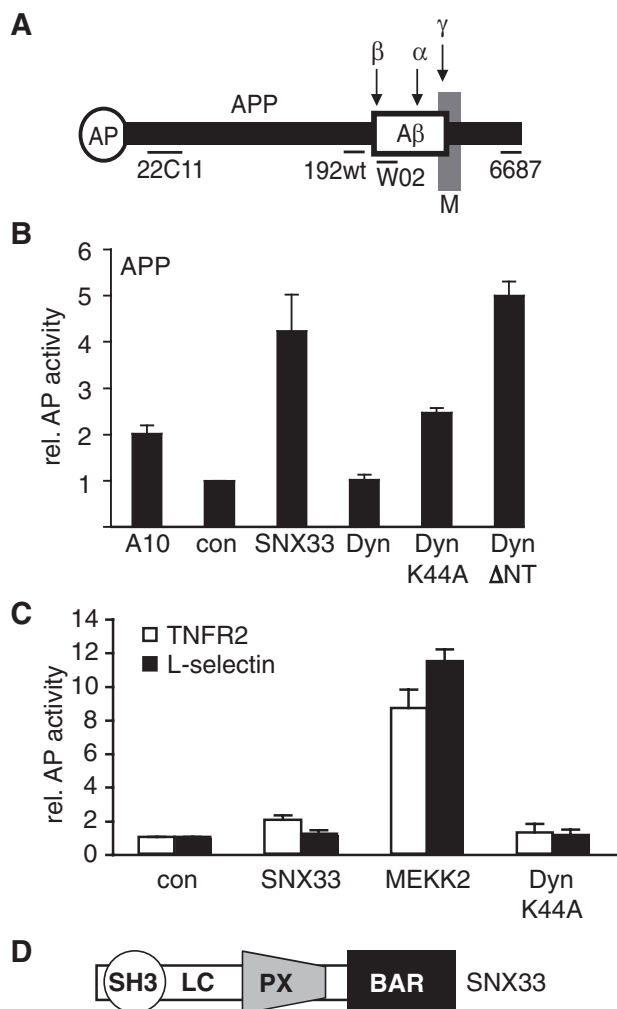 A
γ
β α
APP
AP
Aβ
22C11 192wt W02 6687
M
B
APP
rel. AP activity
6
5
4
3
2
1
A10 con SNX33 Dyn Dyn K44A Dyn ΔNT
C
TNFR2
L-selectin
rel. AP activity
14
12
10
8
6
4
2
0
con SNX33 MEKK2 Dyn K44A
D
SH3 LC PX BAR SNX33